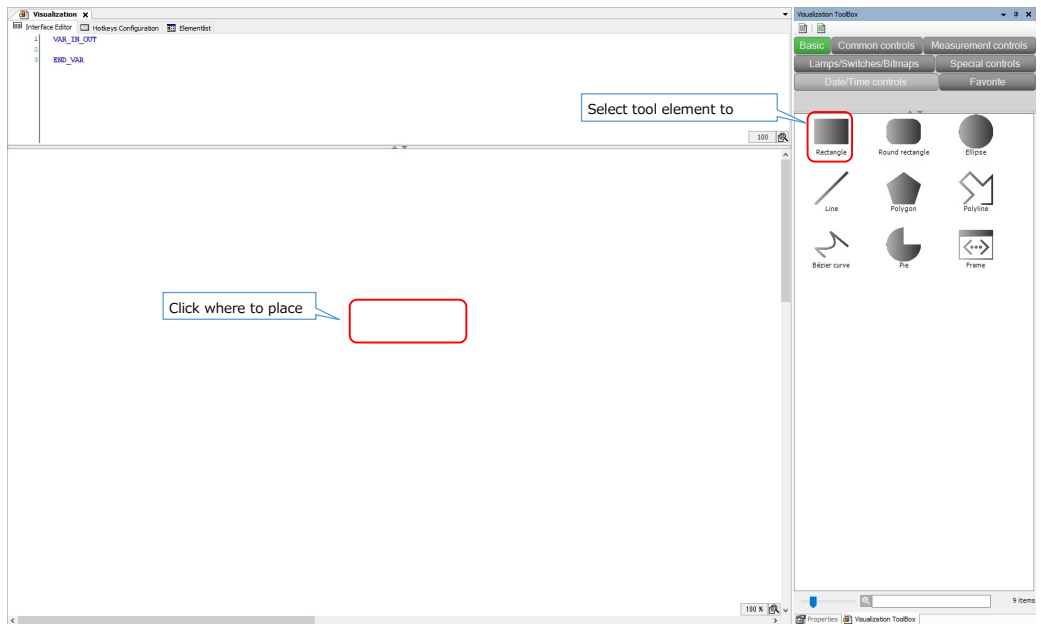 Visualization
Interface Editor Hotkeys Configuration Elementlist
1 VAR_IN_OUT
2
3 END_VAR
100
Select tool element to
Click where to place
100 %
Visualization ToolBox
Basic Common controls Measurement controls
Lamps/Switches/Bitmaps Special controls
Date/Time controls Favorite
Rectangle Round rectangle Ellipse
Line Polygon Polyline
Bézier curve Pie Frame
9 items
Properties Visualization ToolBox